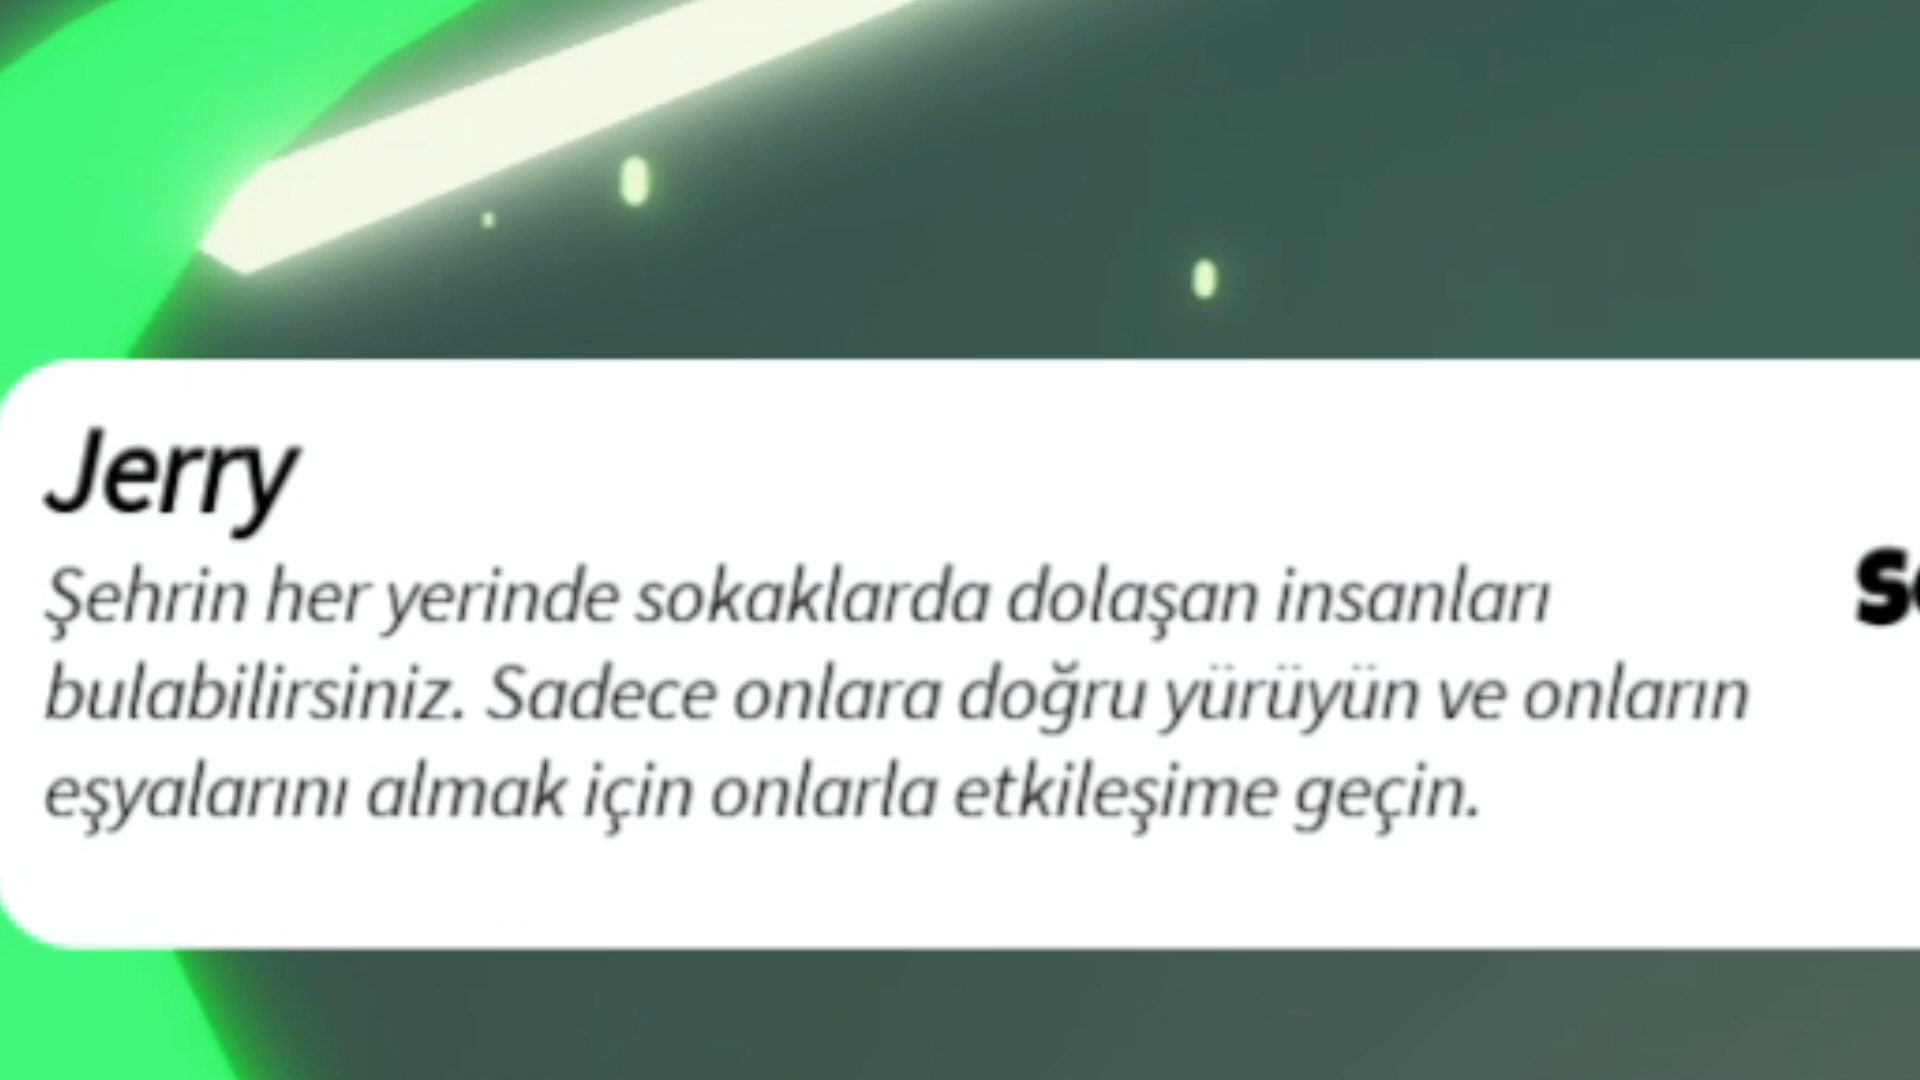 Jerry
Şehrin her yerinde sokaklarda dolaşan insanları
bulabilirsiniz. Sadece onlara doğru yürüyün ve onların
eşyalarını almak için onlarla etkileşime geçin.